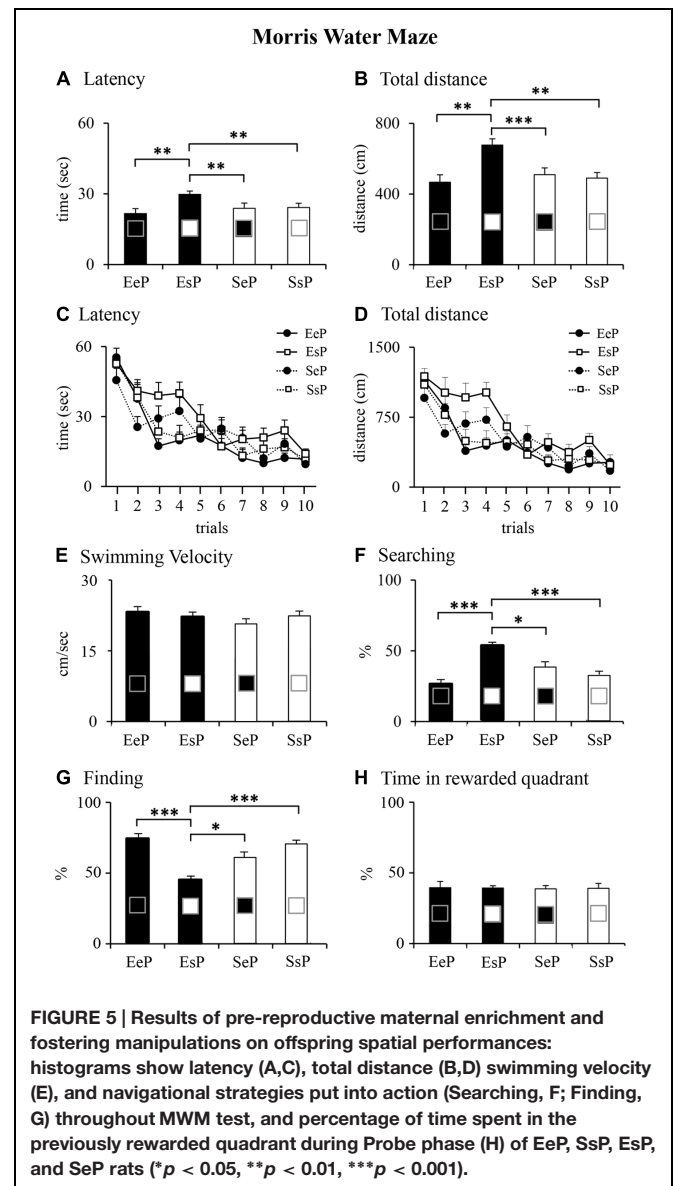 Morris Water Maze
A Latency
B Total distance
60
30
0
time (sec)
** ** **
EeP EsP SeP SsP
800
400
0
distance (cm)
** *** **
EeP EsP SeP SsP
C Latency
D Total distance
60
30
0
time (sec)
EeP
EsP
SeP
SsP
1 2 3 4 5 6 7 8 9 10
trials
1500
750
0
distance (cm)
EeP
EsP
SeP
SsP
1 2 3 4 5 6 7 8 9 10
trials
E Swimming Velocity
F Searching
30
15
0
cm/sec
EeP EsP SeP SsP
100
50
0
%
*** * ***
EeP EsP SeP SsP
G Finding
H Time in rewarded quadrant
100
50
0
%
*** * ***
EeP EsP SeP SsP
100
50
0
%
EeP EsP SeP SsP
FIGURE 5 | Results of pre-reproductive maternal enrichment and
fostering manipulations on offspring spatial performances:
histograms show latency (A,C), total distance (B,D) swimming velocity
(E), and navigational strategies put into action (Searching, F; Finding,
G) throughout MWM test, and percentage of time spent in the
previously rewarded quadrant during Probe phase (H) of EeP, SsP, EsP,
and SeP rats (*p < 0.05, **p < 0.01, ***p < 0.001).